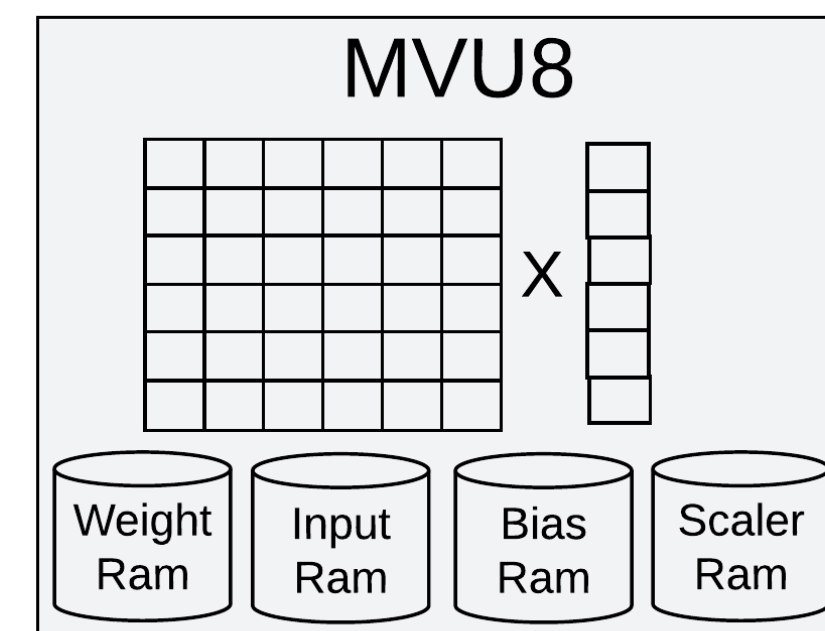 MVU8
X
Weight
Ram
Input
Ram
Bias
Ram
Scaler
Ram